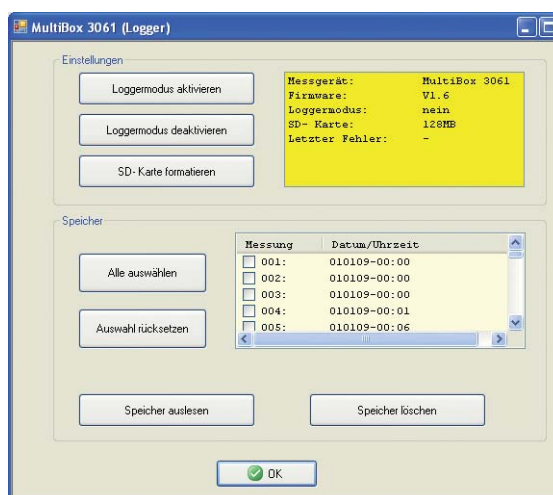 MultiBox 3061 (Logger)
Einstellungen
Loggermodus aktivieren
Loggermodus deaktivieren
SD- Karte formatieren
Messgerät: MultiBox 3061
Firmware: V1.6
Loggermodus: nein
SD- Karte: 128MB
Letzter Fehler: -
Speicher
Alle auswählen
Auswahl rücksetzen
Messung Datum/Uhrzeit
001: 010109-00:00
002: 010109-00:00
003: 010109-00:00
004: 010109-00:01
005: 010109-00:06
Speicher auslesen
Speicher löschen
OK